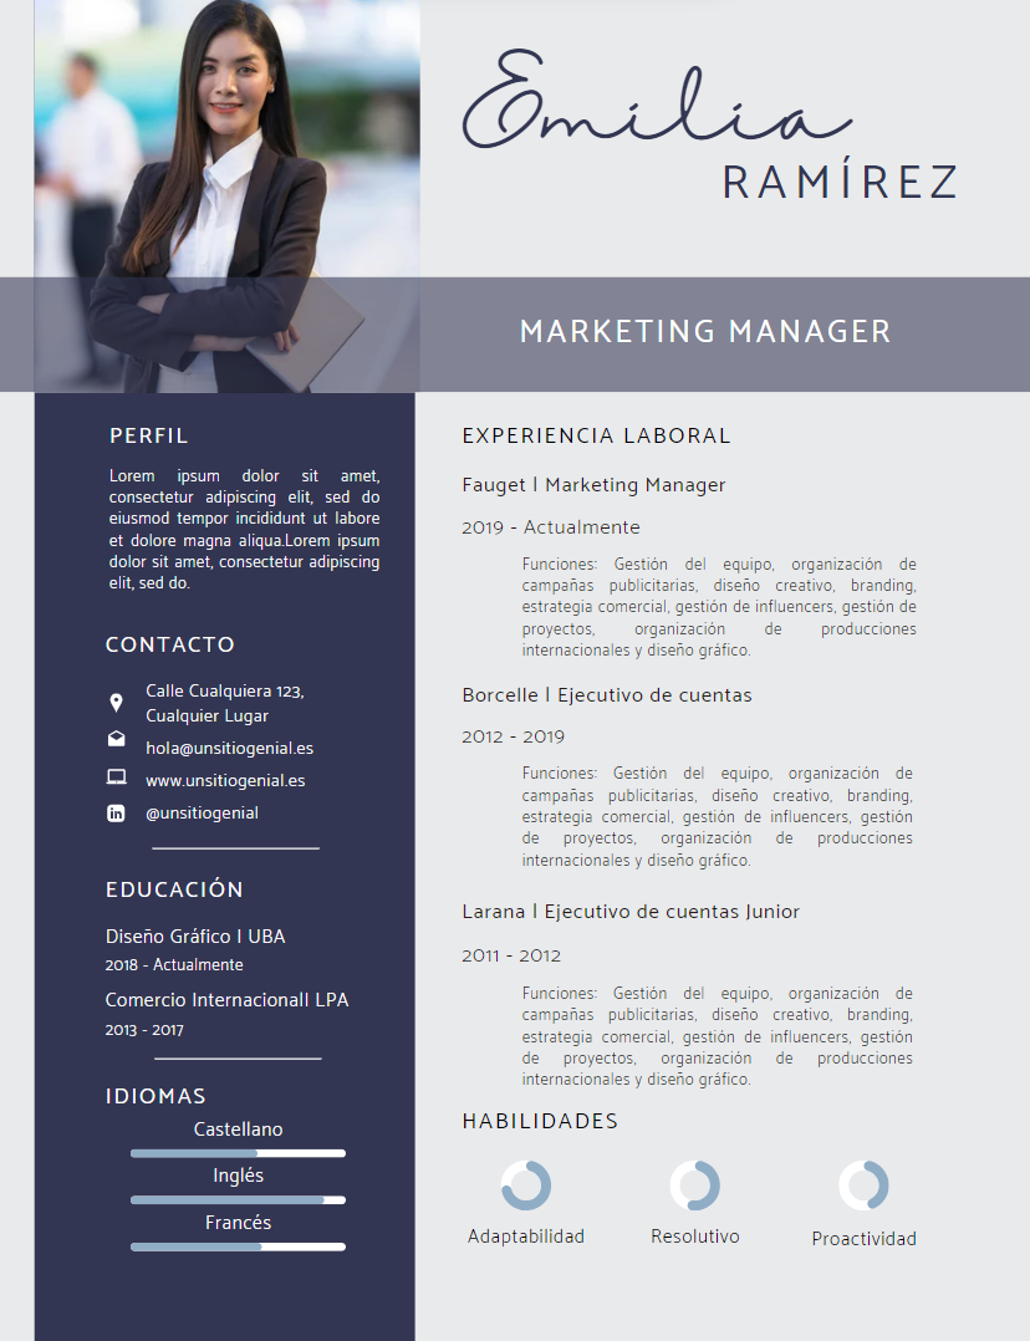 Emilia
RAMÍREZ
MARKETING MANAGER
PERFIL
Lorem ipsum dolor sit amet,
consectetur adipiscing elit, sed do
eiusmod tempor incididunt ut labore
et dolore magna aliqua.Lorem ipsum
dolor sit amet, consectetur adipiscing
elit, sed do.
CONTACTO
Calle Cualquiera 123,
Cualquier Lugar
hola@unsitiogenial.es
www.unsitiogenial.es
in @unsitiogenial
EDUCACIÓN
Diseño Gráfico I UBA
2018 - Actualmente
Comercio Internacionall LPA
2013 - 2017
IDIOMAS
Castellano
Inglés
Francés
EXPERIENCIA LABORAL
Fauget | Marketing Manager
2019 - Actualmente
Funciones: Gestión del equipo, organización de
campañas publicitarias, diseño creativo, branding,
estrategia comercial, gestión de influencers, gestión de
proyectos, organización de producciones
internacionales y diseño gráfico.
Borcelle | Ejecutivo de cuentas
2012 - 2019
Funciones: Gestión del equipo, organización de
campañas publicitarias, diseño creativo, branding,
estrategia comercial, gestión de influencers, gestión
de proyectos, organización de producciones
internacionales y diseño gráfico.
Larana | Ejecutivo de cuentas Junior
2011 - 2012
Funciones: Gestión del equipo, organización de
campañas publicitarias, diseño creativo, branding,
estrategia comercial, gestión de influencers, gestión
de proyectos, organización de producciones
internacionales y diseño gráfico.
HABILIDADES
Adaptabilidad
Resolutivo
Proactividad